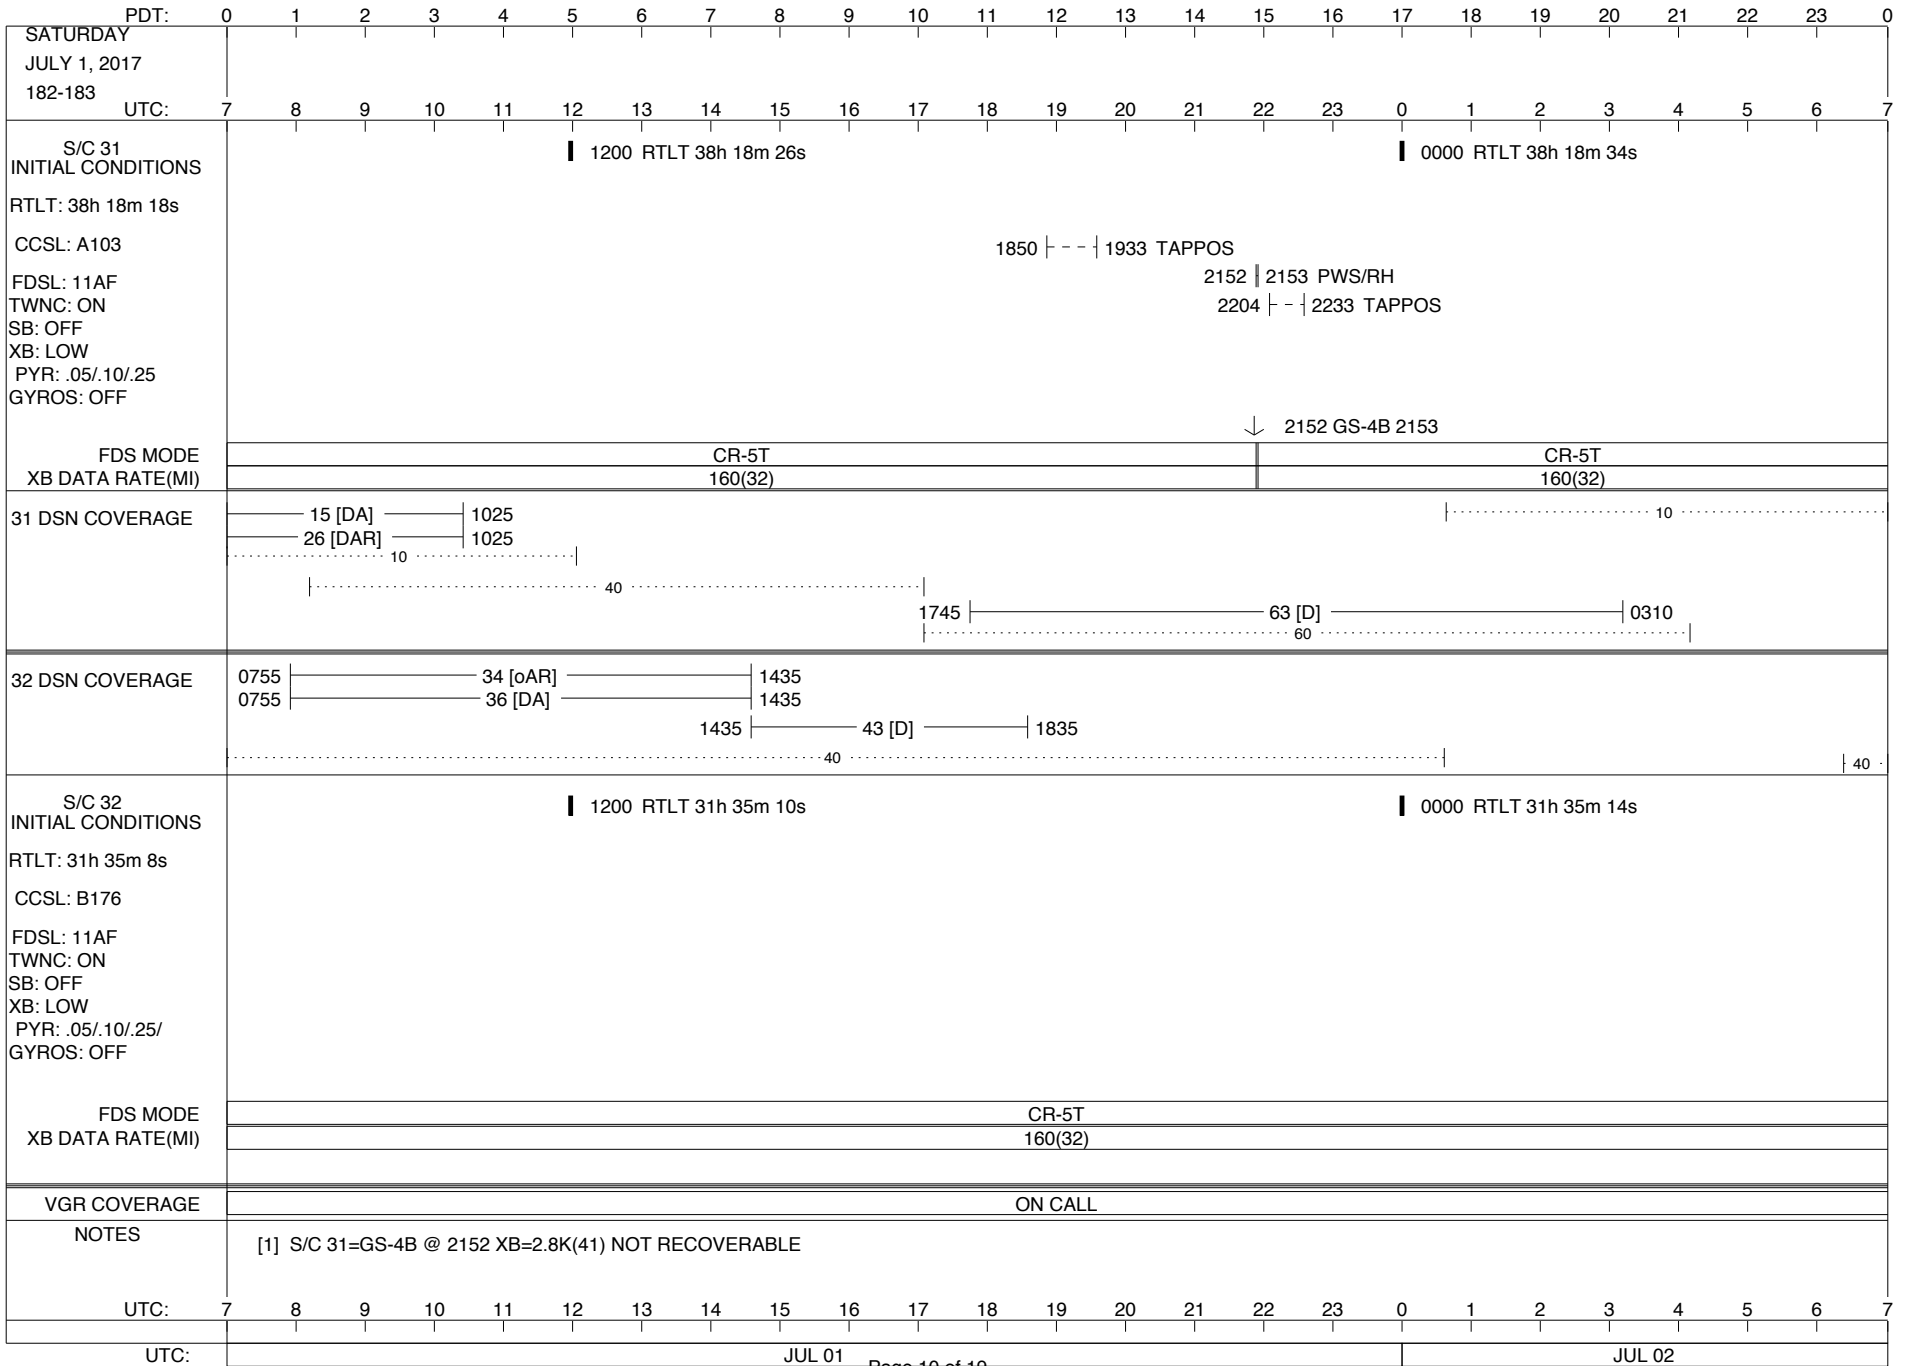 PDT: 0 1 2 3 4 5 6 7 8 9 10 11 12 13 14 15 16 17 18 19 20 21 22 23 0
SATURDAY
JULY 1, 2017
182-183
UTC: 7 8 9 10 11 12 13 14 15 16 17 18 19 20 21 22 23 0 1 2 3 4 5 6 7
S/C 31
INITIAL CONDITIONS
1200 RTLT 38h 18m 26s
0000 RTLT 38h 18m 34s
RTLT: 38h 18m 18s
CCSL: A103
1850 1933 TAPPOS
FDSL: 11AF
2152 2153 PWS/RH
TWNC: ON
2204 2233 TAPPOS
SB: OFF
XB: LOW
PYR: .05/.10/.25
GYROS: OFF
2152 GS-4B 2153
FDS MODE CR-5T CR-5T
XB DATA RATE(MI) 160(32) 160(32)
31 DSN COVERAGE
15 [DA] 1025
10
26 [DAR] 1025
10
40
1745 63 [D] 0310
60
32 DSN COVERAGE
0755 34 [oAR] 1435
0755 36 [DA] 1435
1435 43 [D] 1835
40
40
S/C 32
INITIAL CONDITIONS
1200 RTLT 31h 35m 10s
0000 RTLT 31h 35m 14s
RTLT: 31h 35m 8s
CCSL: B176
FDSL: 11AF
TWNC: ON
SB: OFF
XB: LOW
PYR: .05/.10/.25/
GYROS: OFF
FDS MODE CR-5T
XB DATA RATE(MI) 160(32)
VGR COVERAGE ON CALL
NOTES
[1] S/C 31=GS-4B @ 2152 XB=2.8K(41) NOT RECOVERABLE
UTC: 7 8 9 10 11 12 13 14 15 16 17 18 19 20 21 22 23 0 1 2 3 4 5 6 7
UTC: JUL 01 JUL 02